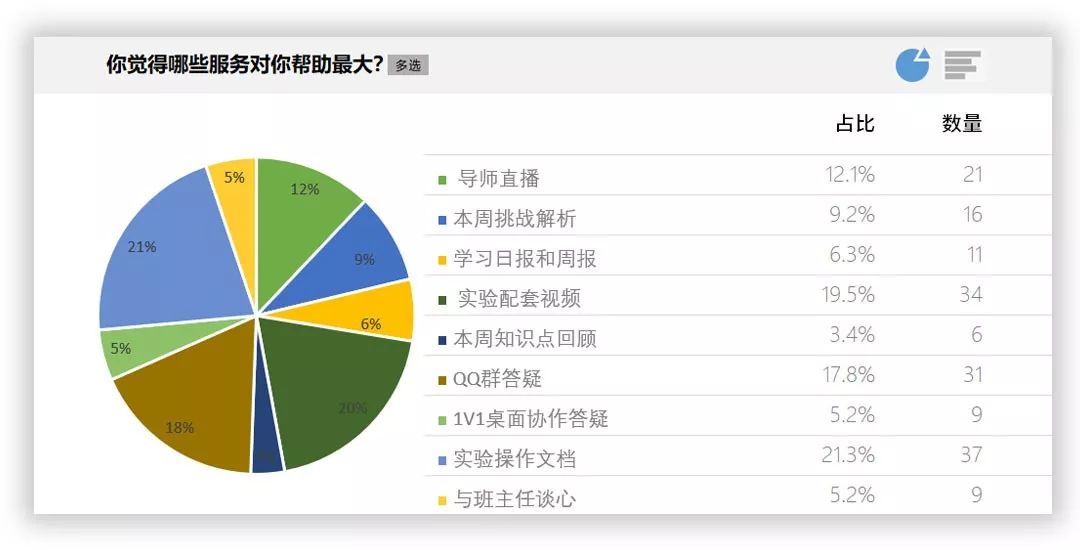 你觉得哪些服务对你帮助最大? 多选
占比 数量
导师直播 12.1% 21
本周挑战解析 9.2% 16
学习日报和周报 6.3% 11
实验配套视频 19.5% 34
本周知识点回顾 3.4% 6
QQ群答疑 17.8% 31
1V1桌面协作答疑 5.2% 9
实验操作文档 21.3% 37
与班主任谈心 5.2% 9
5%
12%
21%
9%
6%
5%
20%
18%